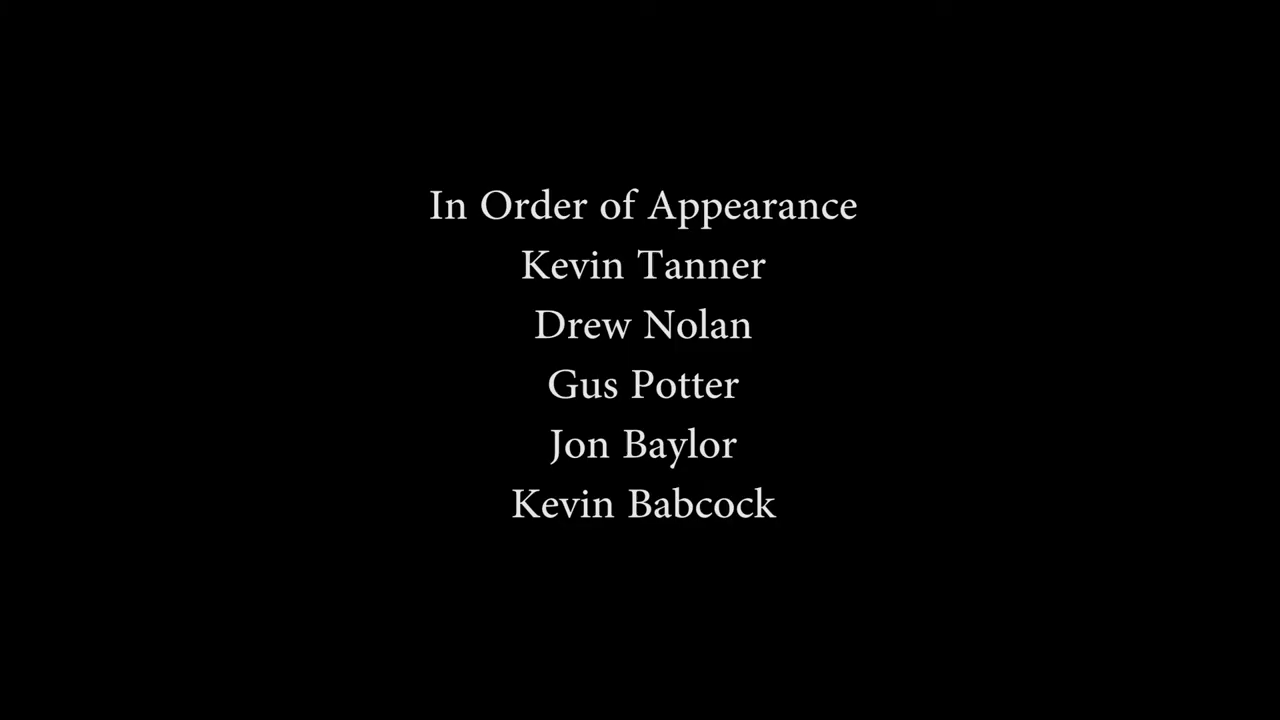 In Order of Appearance
Kevin Tanner
Drew Nolan
Gus Potter
Jon Baylor
Kevin Babcock